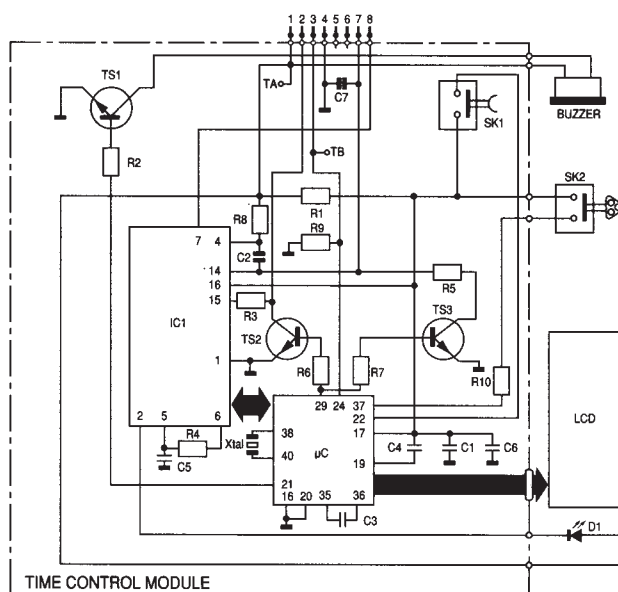 1 2 3 4 5 6 7 8
TS1
TA
C7
SK1
BUZZER
R2
TB
SK2
R1
R8
R9
7 4
C2
14
16
15
R3
R5
IC1
TS2
TS3
1
R6
R7
R10
LCD
29 24
37
22
2 5 6
R4
C5
Xtal
38
40
µC
17
19
C4
C1
C6
21
16 20 35 36
C3
D1
TIME CONTROL MODULE